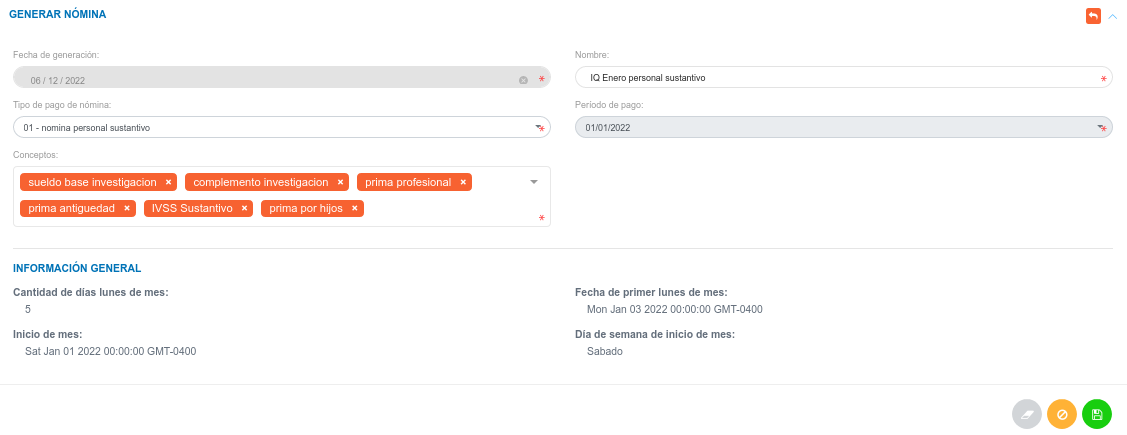 GENERAR NÓMINA
Fecha de generación:
Nombre:
06 / 12 / 2022 *
IQ Enero personal sustantivo *
Tipo de pago de nómina:
Período de pago:
01 - nomina personal sustantivo *
01/01/2022 *
Conceptos:
sueldo base investigacion × complemento investigacion × prima profesional ×
prima antiguedad × IVSS Sustantivo × prima por hijos ×
*
INFORMACIÓN GENERAL
Cantidad de días lunes de mes:
Fecha de primer lunes de mes:
5
Mon Jan 03 2022 00:00:00 GMT-0400
Inicio de mes:
Día de semana de inicio de mes:
Sat Jan 01 2022 00:00:00 GMT-0400
Sabado